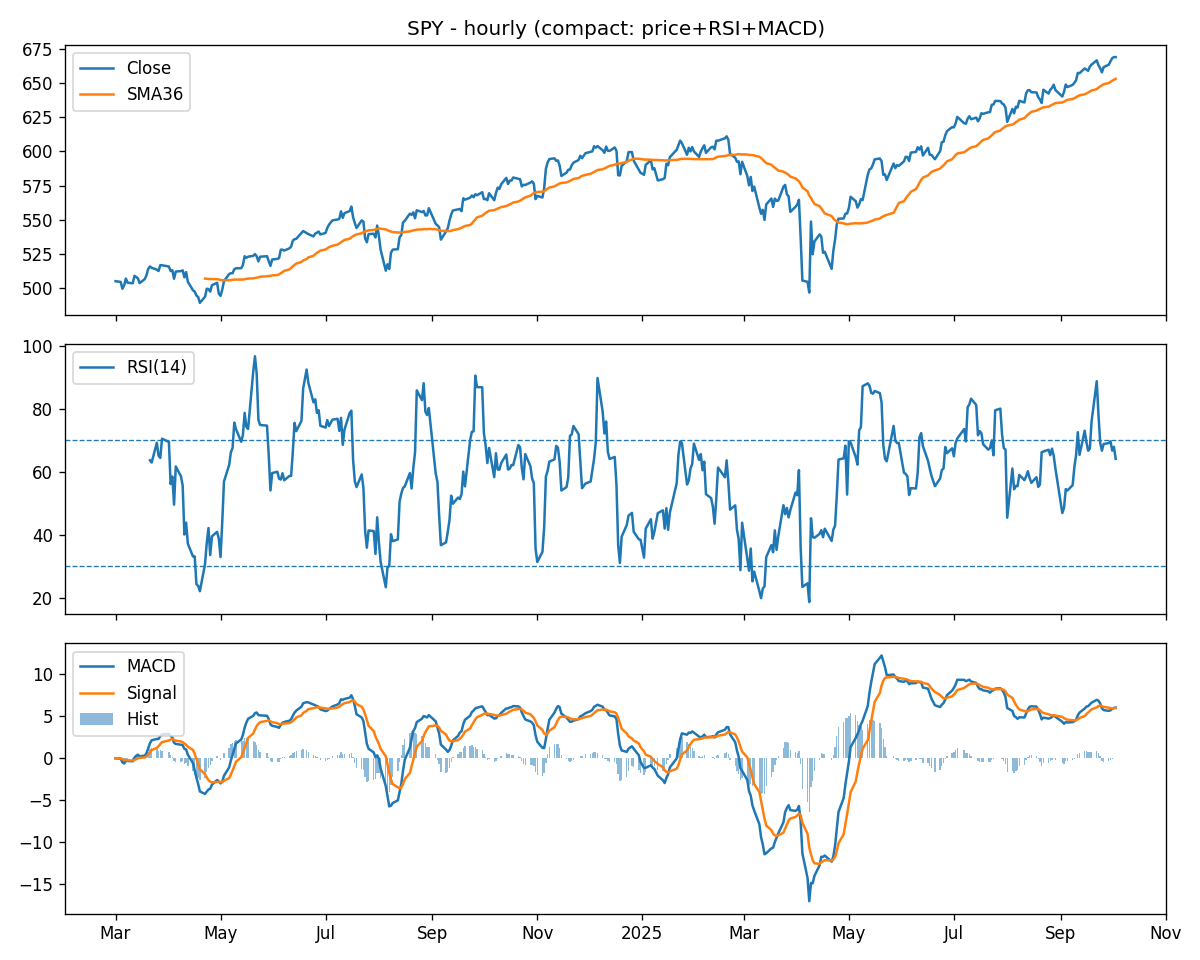 SPY - hourly (compact: price+RSI+MACD)
675
650
625
600
575
550
525
500
Close
SMA36
100
80
60
40
20
RSI(14)
10
5
0
−5
−10
−15
MACD
Signal
Hist
Mar May Jul Sep Nov 2025 Mar May Jul Sep Nov